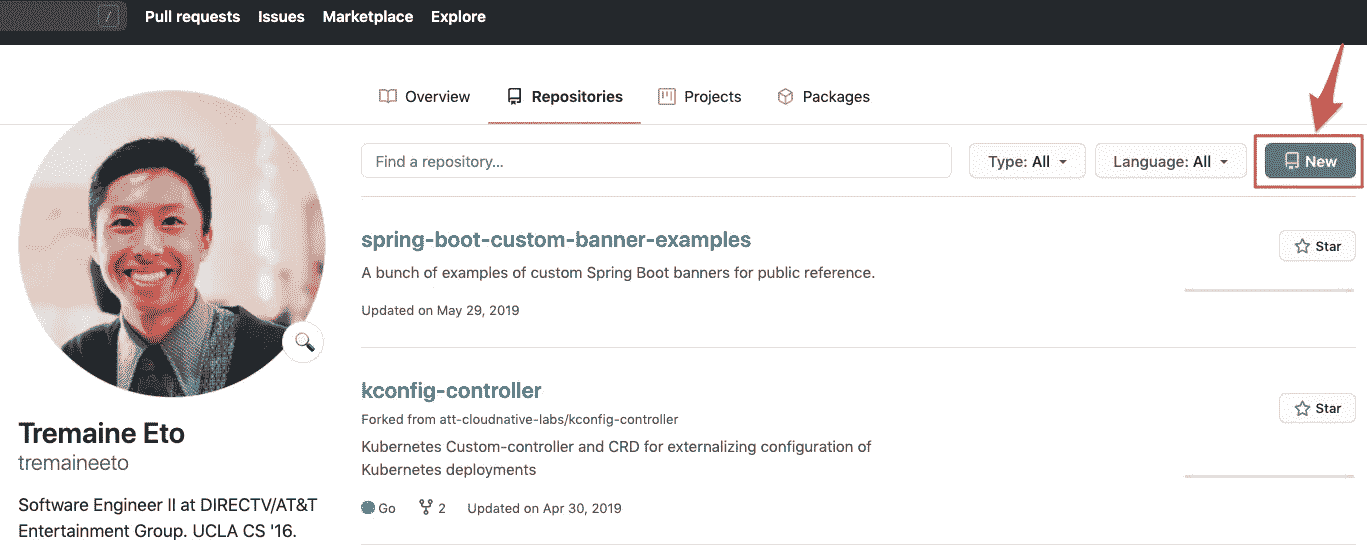 / Pull requests Issues Marketplace Explore
Overview Repositories Projects Packages
Find a repository... Type: All Language: All New
spring-boot-custom-banner-examples
Star
A bunch of examples of custom Spring Boot banners for public reference.
Updated on May 29, 2019
kconfig-controller
Star
Forked from att-cloudnative-labs/kconfig-controller
Kubernetes Custom-controller and CRD for externalizing configuration of
Kubernetes deployments
Go 2 Updated on Apr 30, 2019
Tremaine Eto
tremaineeto
Software Engineer II at DIRECTV/AT&T
Entertainment Group. UCLA CS '16.